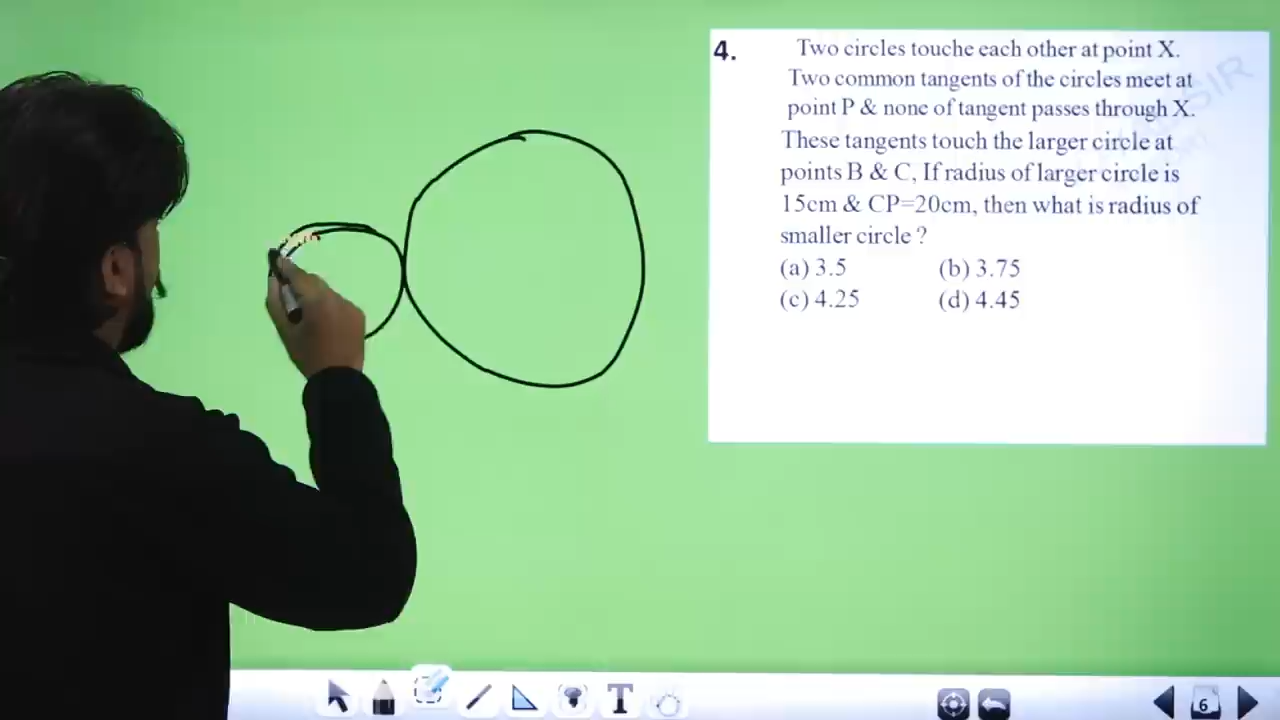 4. Two circles touche each other at point X.
Two common tangents of the circles meet at
point P & none of tangent passes through X.
These tangents touch the larger circle at
points B & C, If radius of larger circle is
15cm & CP=20cm, then what is radius of
smaller circle ?
(a) 3.5 (b) 3.75
(c) 4.25 (d) 4.45
SIR
T
6